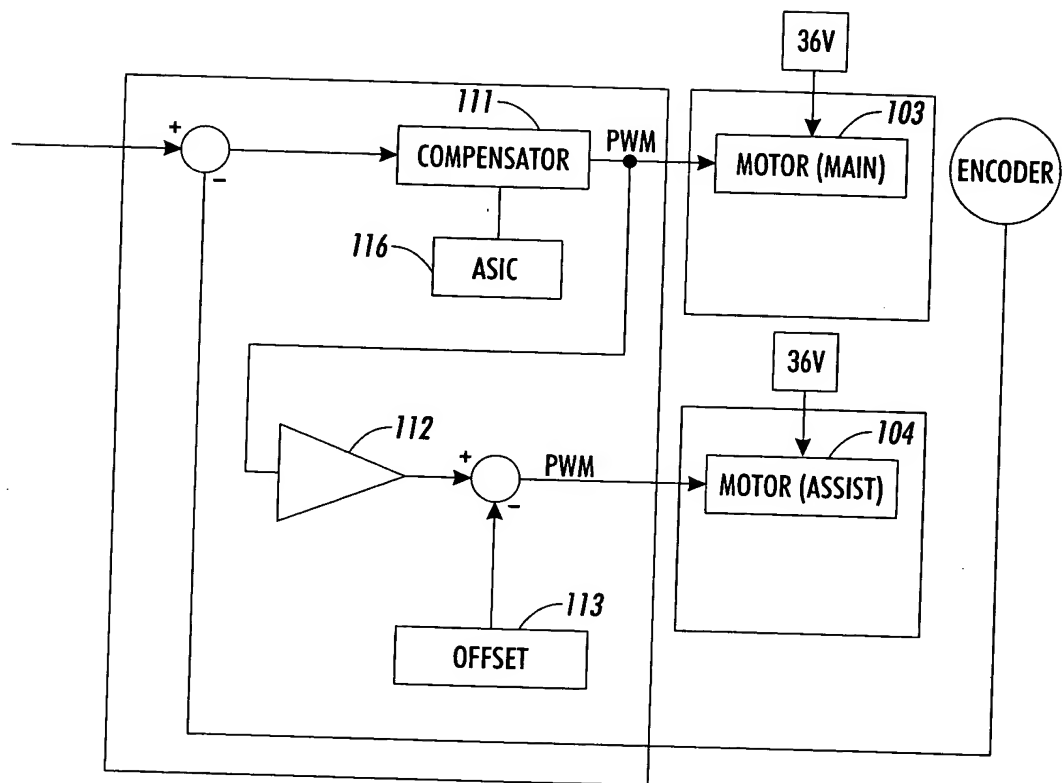 36V
111
103
+
COMPENSATOR
PWM
MOTOR (MAIN)
ENCODER
-
116
ASIC
36V
112
104
+
PWM
MOTOR (ASSIST)
-
113
OFFSET